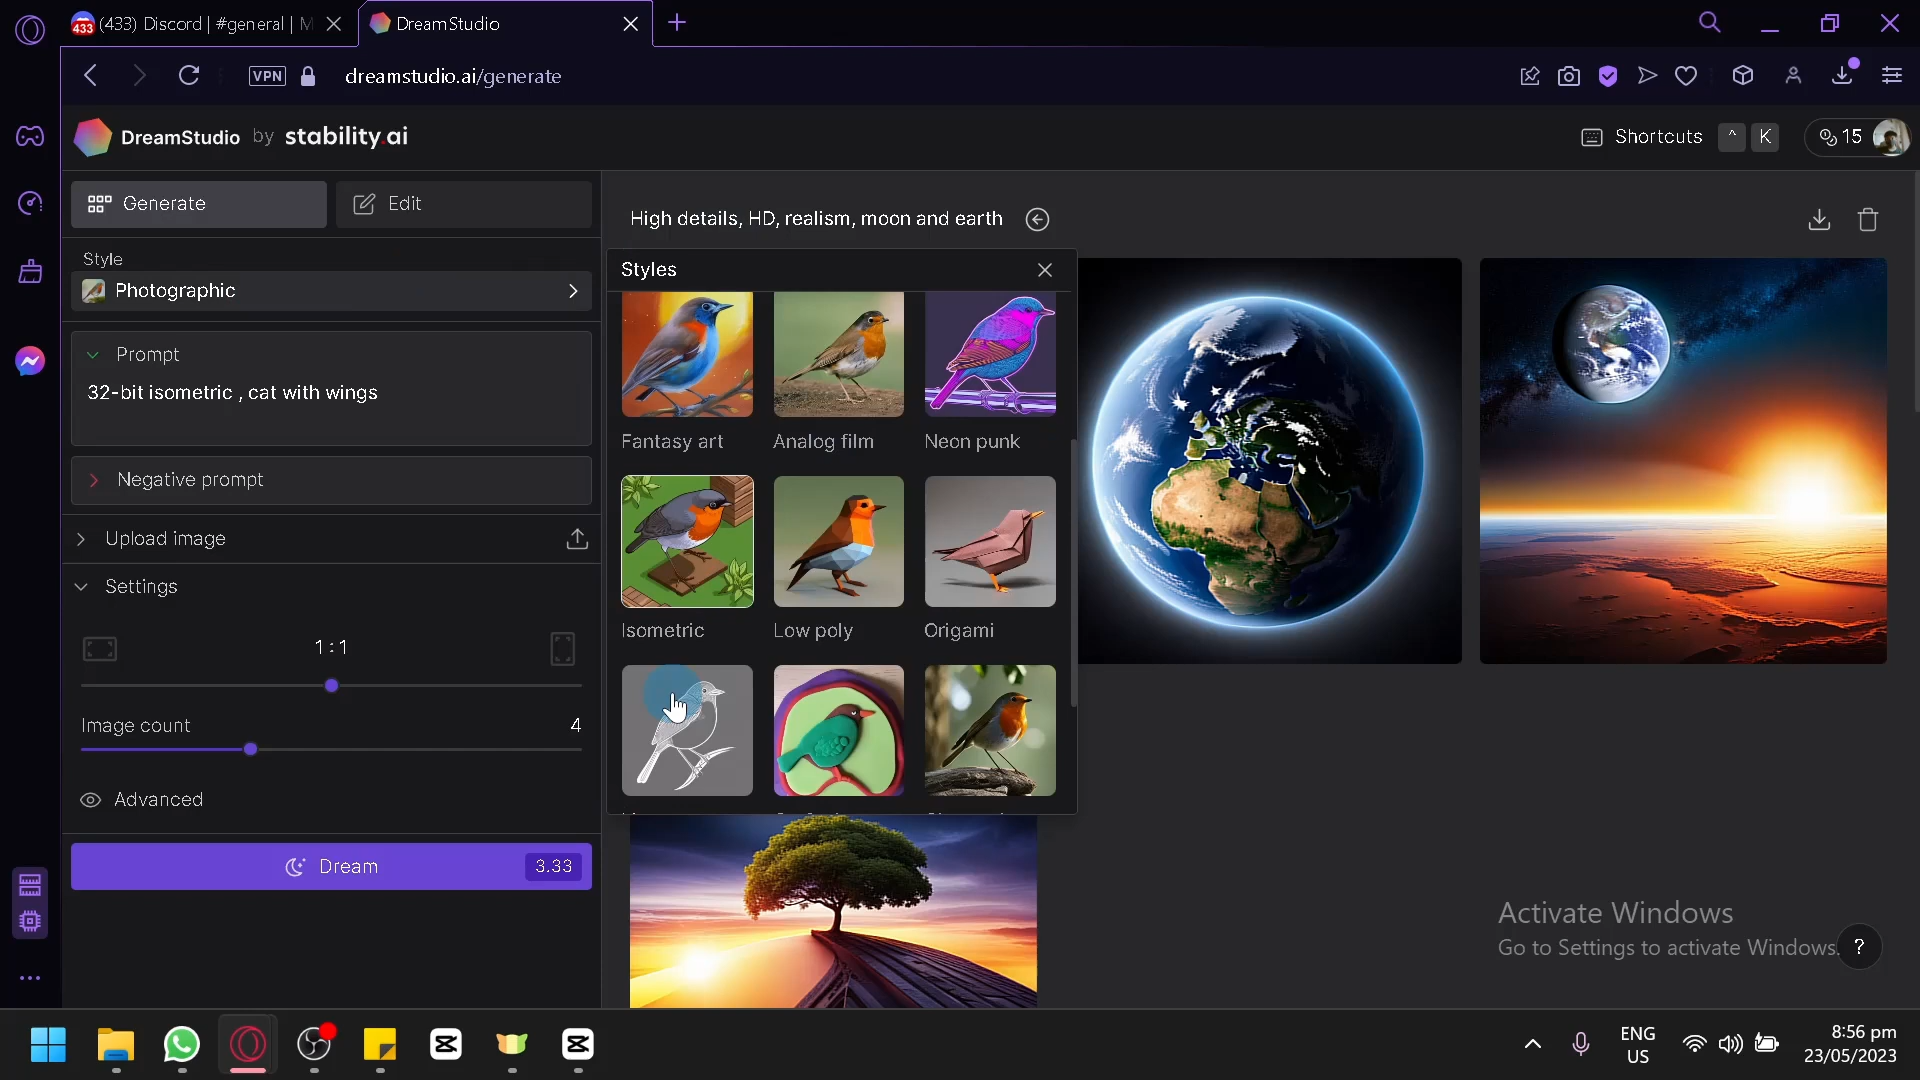 433
(433) Discord | #general | M
DreamStudio
VPN
dreamstudio.ai/generate
DreamStudio by stability.ai
Shortcuts ^ K
15
Generate
Edit
High details, HD, realism, moon and earth
Style
Photographic
Styles
Prompt
32-bit isometric , cat with wings
Negative prompt
Upload image
Settings
1 : 1
Image count 4
Advanced
Dream 3.33
Fantasy art
Analog film
Neon punk
Isometric
Low poly
Origami
Activate Windows
Go to Settings to activate Windows.
?
ENG
US
8:56 pm
23/05/2023